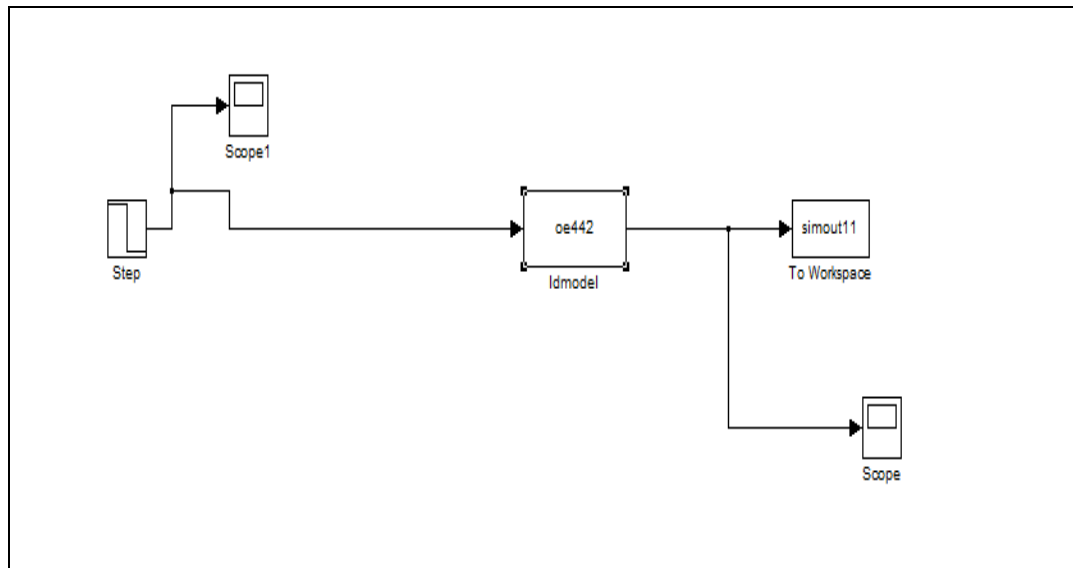 Scope1
Step
oe442
Idmodel
simout11
To Workspace
Scope